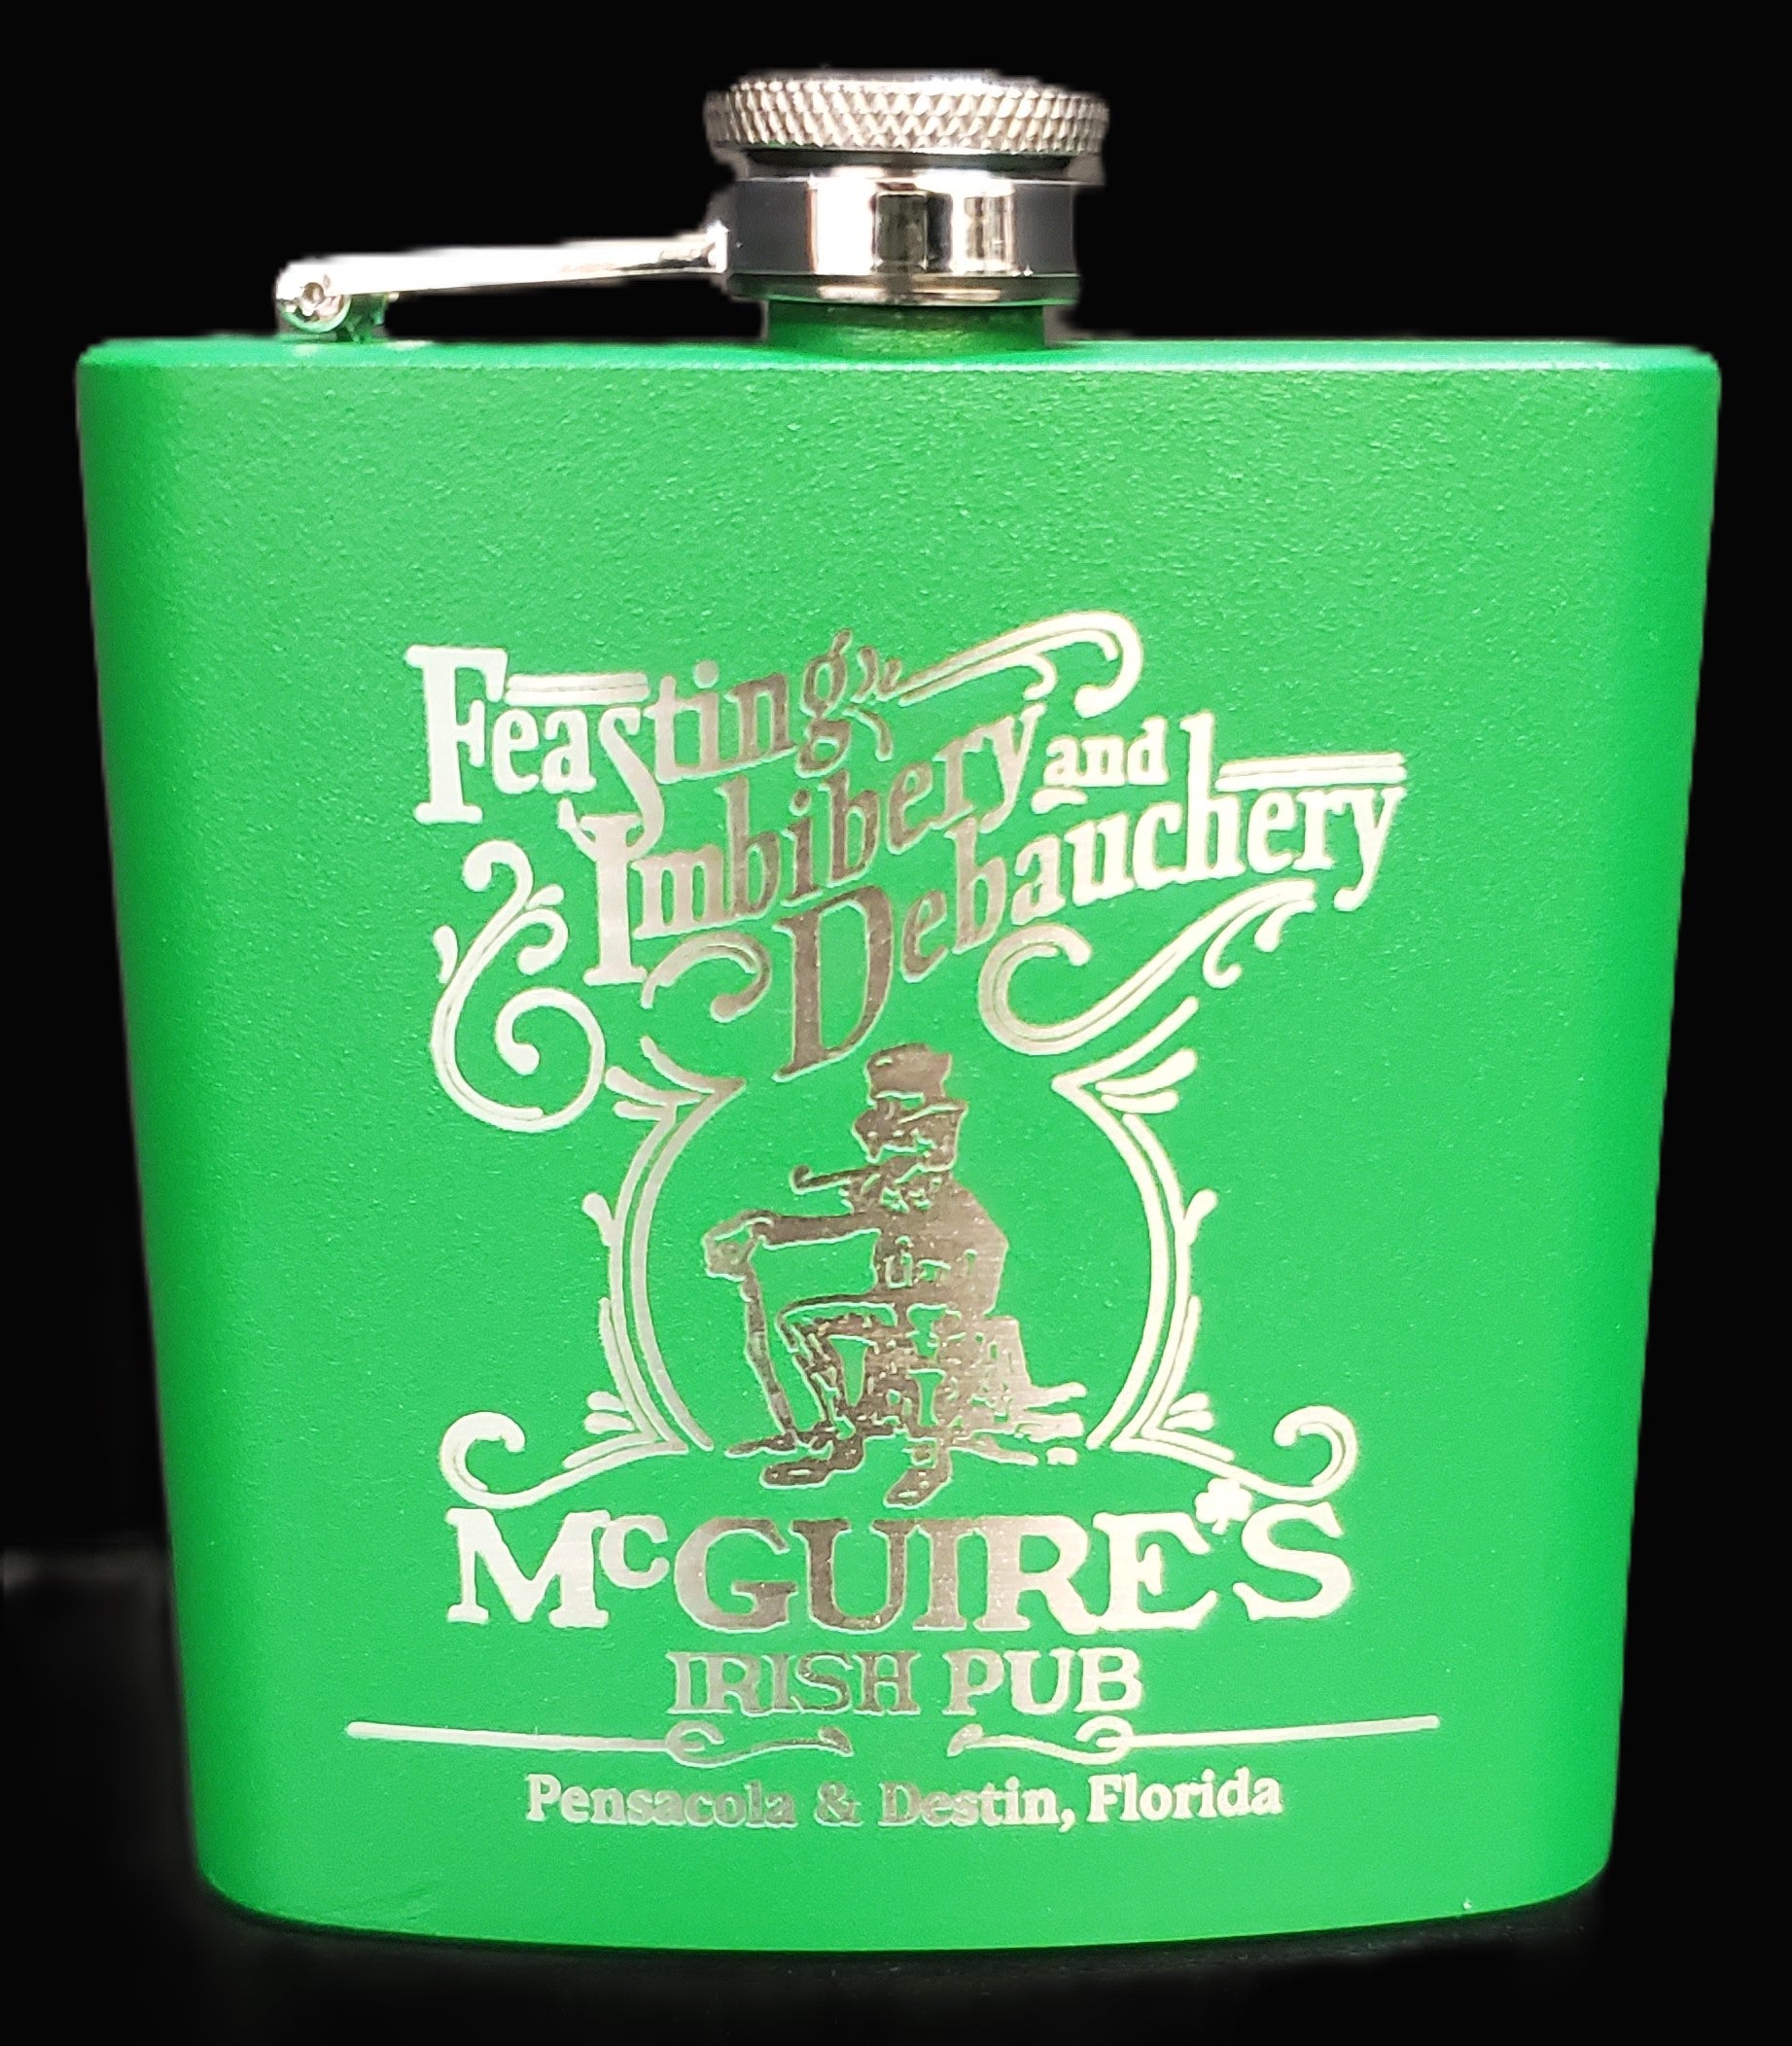 Feasting
Imbibery and
Debauchery
McGUIRE'S
IRISH PUB
Pensacola & Destin, Florida